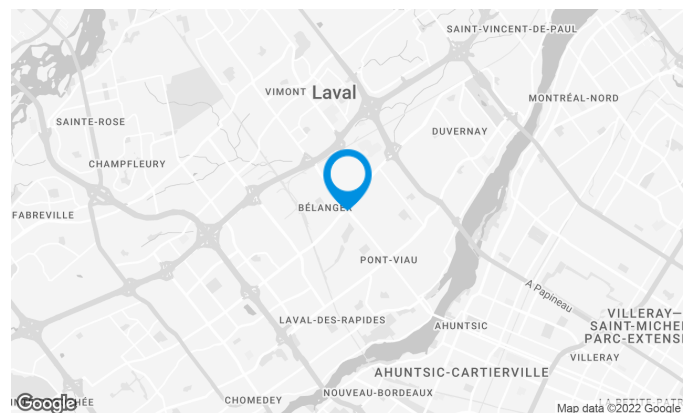 SAINT-VINCENT-DE-PAUL
VIMONT
Laval
MONTRÉAL-NORD
SAINTE-ROSE
DUVERNAY
CHAMPFLEURY
FABREVILLE
BÉLANGER
PONT-VIAU
A Papineau
LAVAL-DES-RAPIDES
AHUNTSIC
VILLERAY—
SAINT-MICHEL
PARC-EXTENSI
VILLERAY
AHUNTSIC-CARTIERVILLE
NOUVEAU-BORDEAUX
CHOMEDEY
Google
Map data ©2022 Google